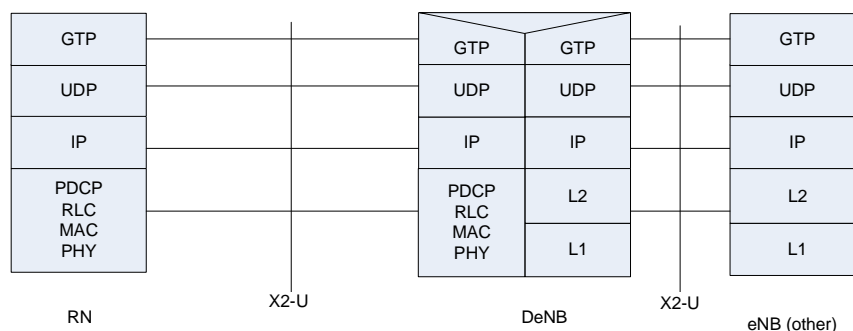 GTP
GTP
GTP
GTP
UDP
UDP
UDP
UDP
IP
IP
IP
IP
PDCP
RLC
MAC
PHY
PDCP
RLC
MAC
PHY
L2
L1
L2
L1
X2-U
X2-U
RN
DeNB
eNB (other)